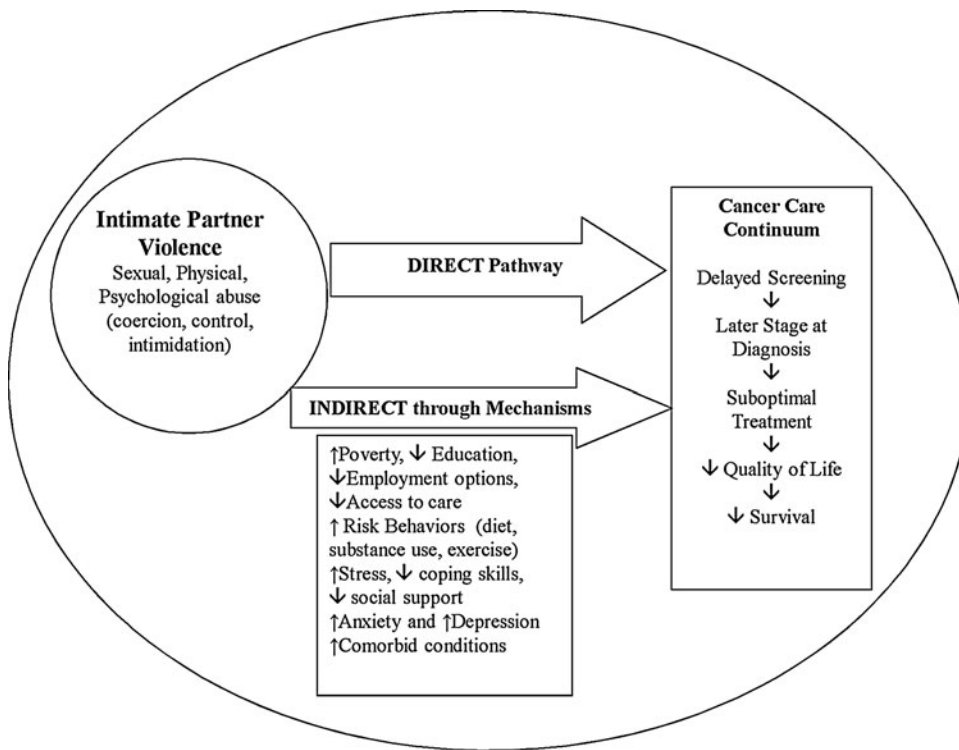 Intimate Partner
Violence
Sexual, Physical,
Psychological abuse
(coercion, control,
intimidation)
DIRECT Pathway
INDIRECT through Mechanisms
↑Poverty, ↓ Education,
↓Employment options,
↓Access to care
↑ Risk Behaviors (diet,
substance use, exercise)
↑Stress, ↓ coping skills,
↓ social support
↑Anxiety and ↑Depression
↑Comorbid conditions
Cancer Care
Continuum
Delayed Screening
↓
Later Stage at
Diagnosis
↓
Suboptimal
Treatment
↓
↓ Quality of Life
↓
↓ Survival